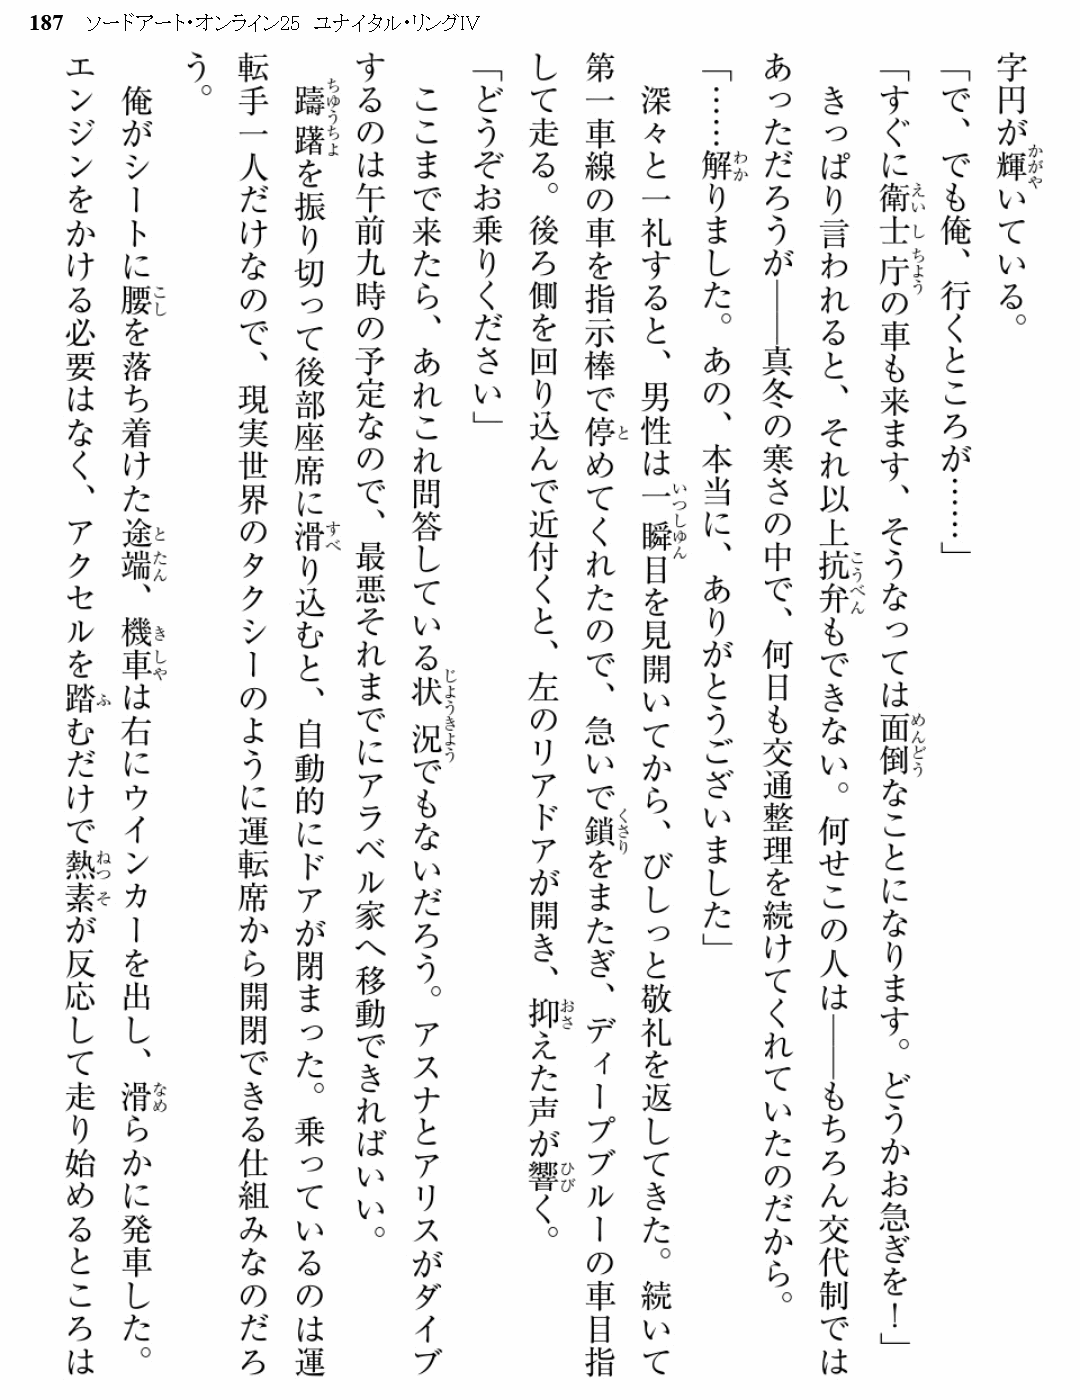 187 ソードアート・オンライン25 ユナイタル・リングIV
字円が輝いている。
「で、でも俺、行くところが……」
「すぐに衛士庁の車も来ます、そうなっては面倒なことになります。どうかお急ぎを！」
きっぱり言われると、それ以上抗弁もできない。何せこの人は――もちろん交代制では
あっただろうが――真冬の寒さの中で、何日も交通整理を続けてくれていたのだから。
「……解りました。あの、本当に、ありがとうございました」
深々と一礼すると、男性は一瞬目を見開いてから、びしっと敬礼を返してきた。続いて
第一車線の車を指示棒で停めてくれたので、急いで鎖をまたぎ、ディープブルーの車目指
して走る。後ろ側を回り込んで近付くと、左のリアドアが開き、抑えた声が響く。
「どうぞお乗りください」
ここまで来たら、あれこれ問答している状況でもないだろう。アスナとアリスがダイブ
するのは午前九時の予定なので、最悪それまでにアラベル家へ移動できればいい。
躊躇を振り切って後部座席に滑り込むと、自動的にドアが閉まった。乗っているのは運
転手一人だけなので、現実世界のタクシーのように運転席から開閉できる仕組みなのだろ
う。
俺がシートに腰を落ち着けた途端、機車は右にウインカーを出し、滑らかに発車した。
エンジンをかける必要はなく、アクセルを踏むだけで熱素が反応して走り始めるところは